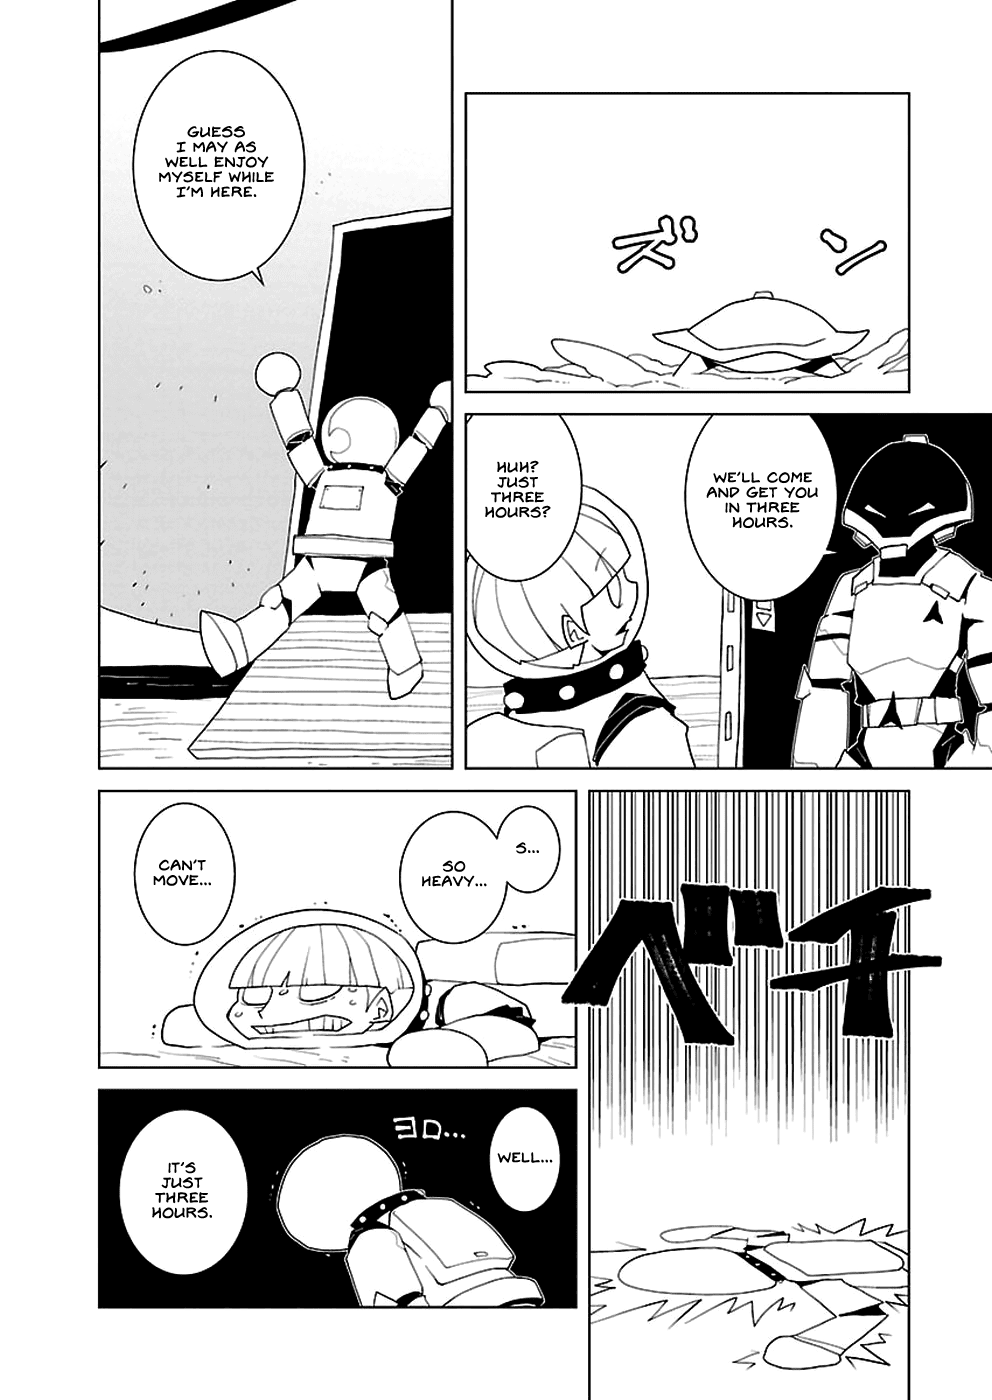 ズン
WE'LL COME
AND GET YOU
IN THREE
HOURS.
HUH?
JUST
THREE
HOURS?
GUESS
I MAY AS
WELL ENJOY
MYSELF WHILE
I'M HERE.
ベチ
S...
SO
HEAVY...
CAN'T
MOVE...
WELL...
ヨロ...
IT'S
JUST
THREE
HOURS.